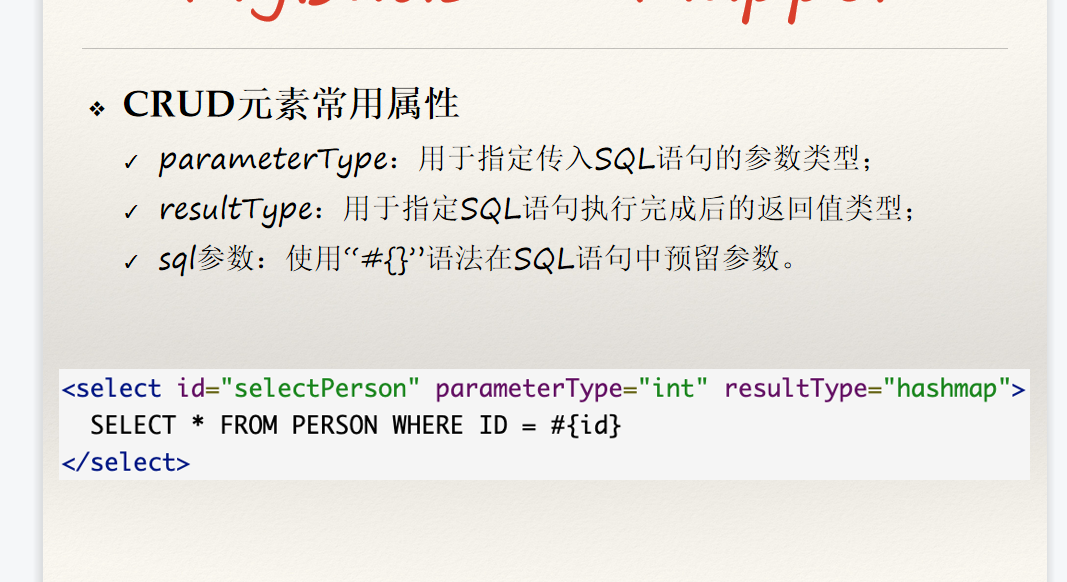 CRUD元素常用属性
parameterType：用于指定传入SQL语句的参数类型；
resultType：用于指定SQL语句执行完成后的返回值类型；
sql参数：使用“#{}”语法在SQL语句中预留参数。
<select id="selectPerson" parameterType="int" resultType="hashmap">
SELECT * FROM PERSON WHERE ID = #{id}
</select>